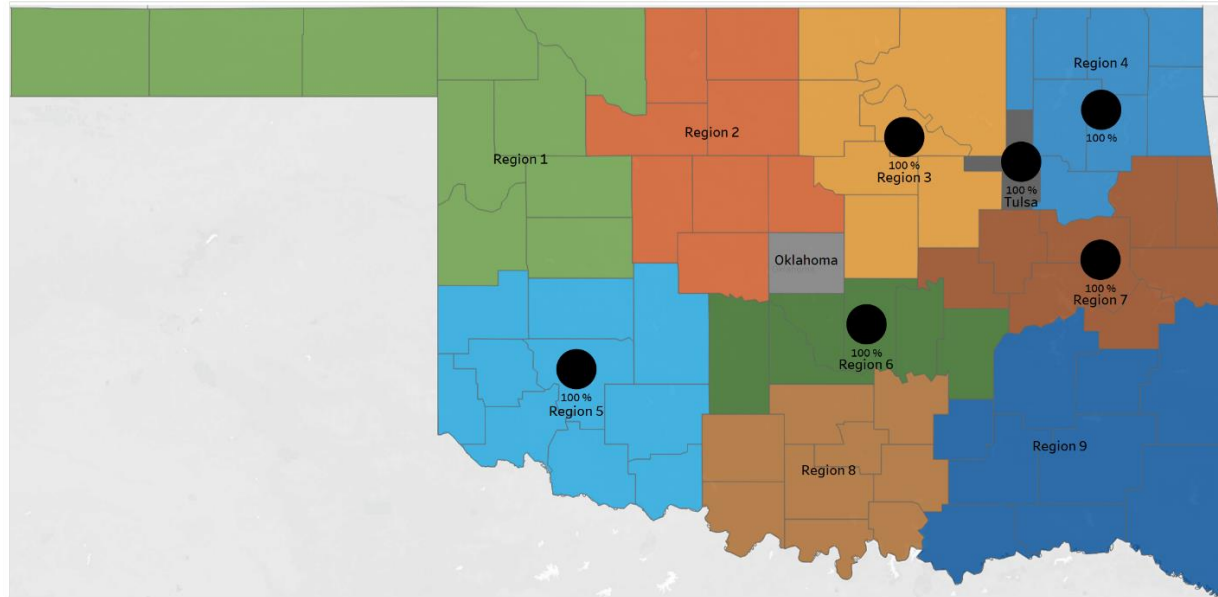 Region 4
100 %
Region 2
Region 1
100 %
Region 3
100 %
Tulsa
Oklahoma
100 %
Region 7
100 %
Region 6
100 %
Region 5
Region 9
Region 8